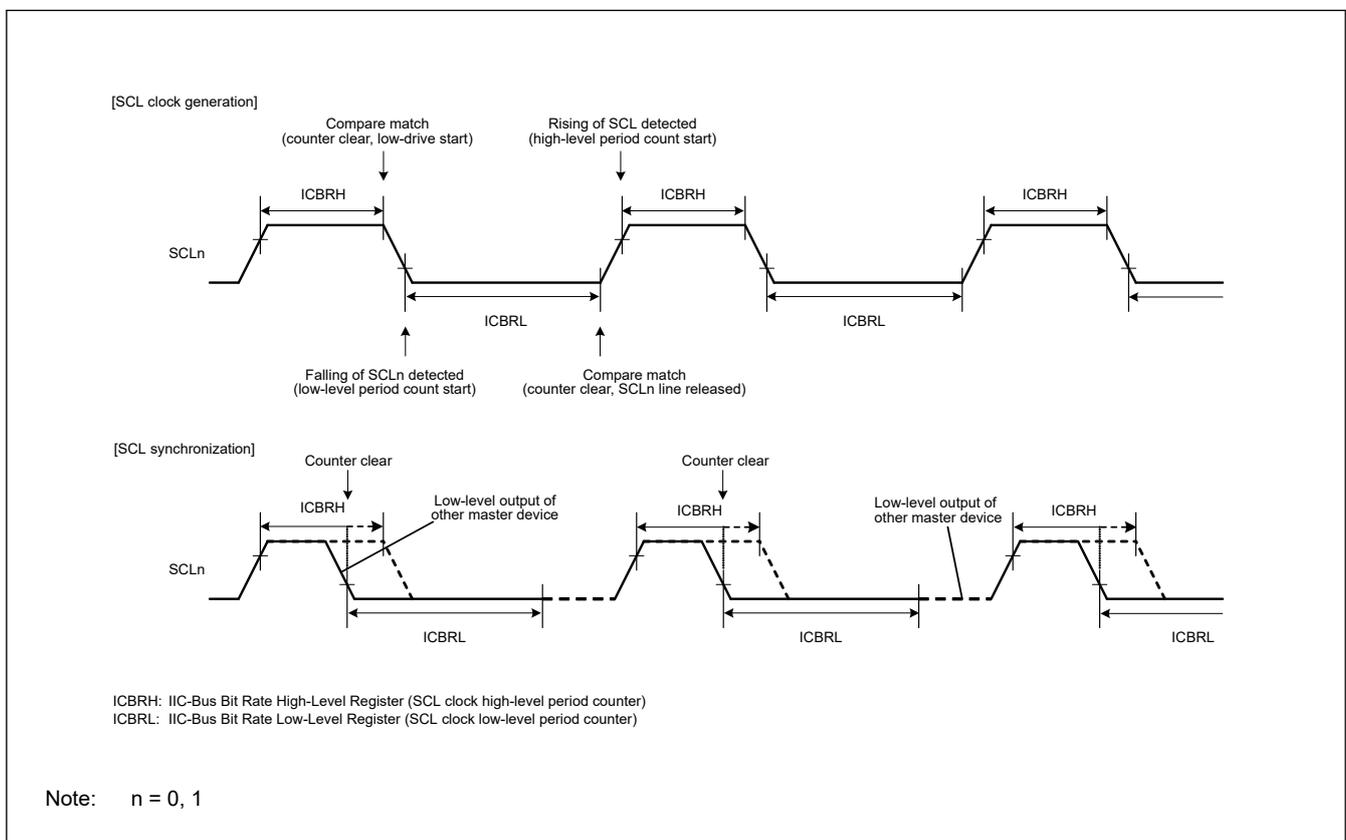 [SCL clock generation]
Compare match
(counter clear, low-drive start)
Rising of SCL detected
(high-level period count start)
ICBRH
ICBRH
ICBRH
SCLn
ICBRL
ICBRL
Falling of SCLn detected
(low-level period count start)
Compare match
(counter clear, SCLn line released)
[SCL synchronization]
Counter clear
Counter clear
ICBRH
Low-level output of
other master device
ICBRH
Low-level output of
other master device
ICBRH
SCLn
ICBRL
ICBRL
ICBRL
ICBRH: IIC-Bus Bit Rate High-Level Register (SCL clock high-level period counter)
ICBRL: IIC-Bus Bit Rate Low-Level Register (SCL clock low-level period counter)
Note: n = 0, 1